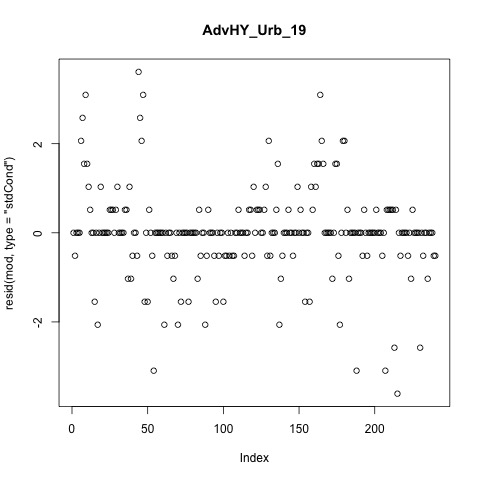 AdvHY_Urb_19
resid(mod, type = "stdCond")
2
0
-2
0 50 100 150 200
Index